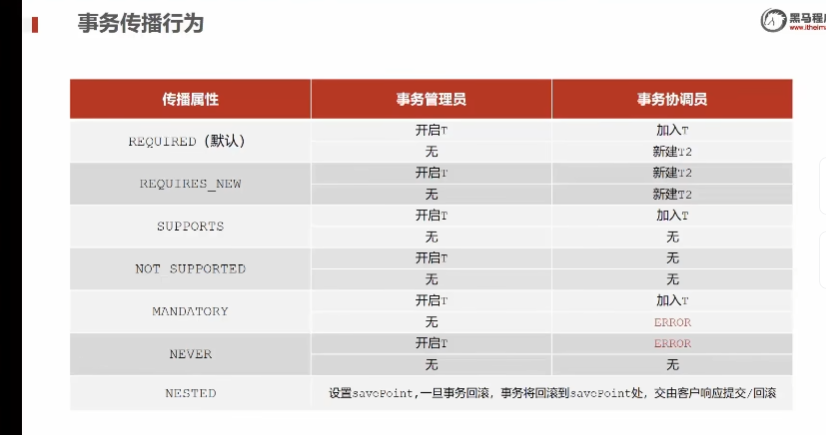 事务传播行为
黑马程
www.itheima
传播属性 事务管理员 事务协调员
REQUIRED（默认） 开启T 加入T
无 新建T2
REQUIRES_NEW 开启T 新建T2
无 新建T2
SUPPORTS 开启T 加入T
无 无
NOT SUPPORTED 开启T 无
无 无
MANDATORY 开启T 加入T
无 ERROR
NEVER 开启T ERROR
无 无
NESTED 设置savePoint,一旦事务回滚，事务将回滚到savePoint处，交由客户响应提交/回滚